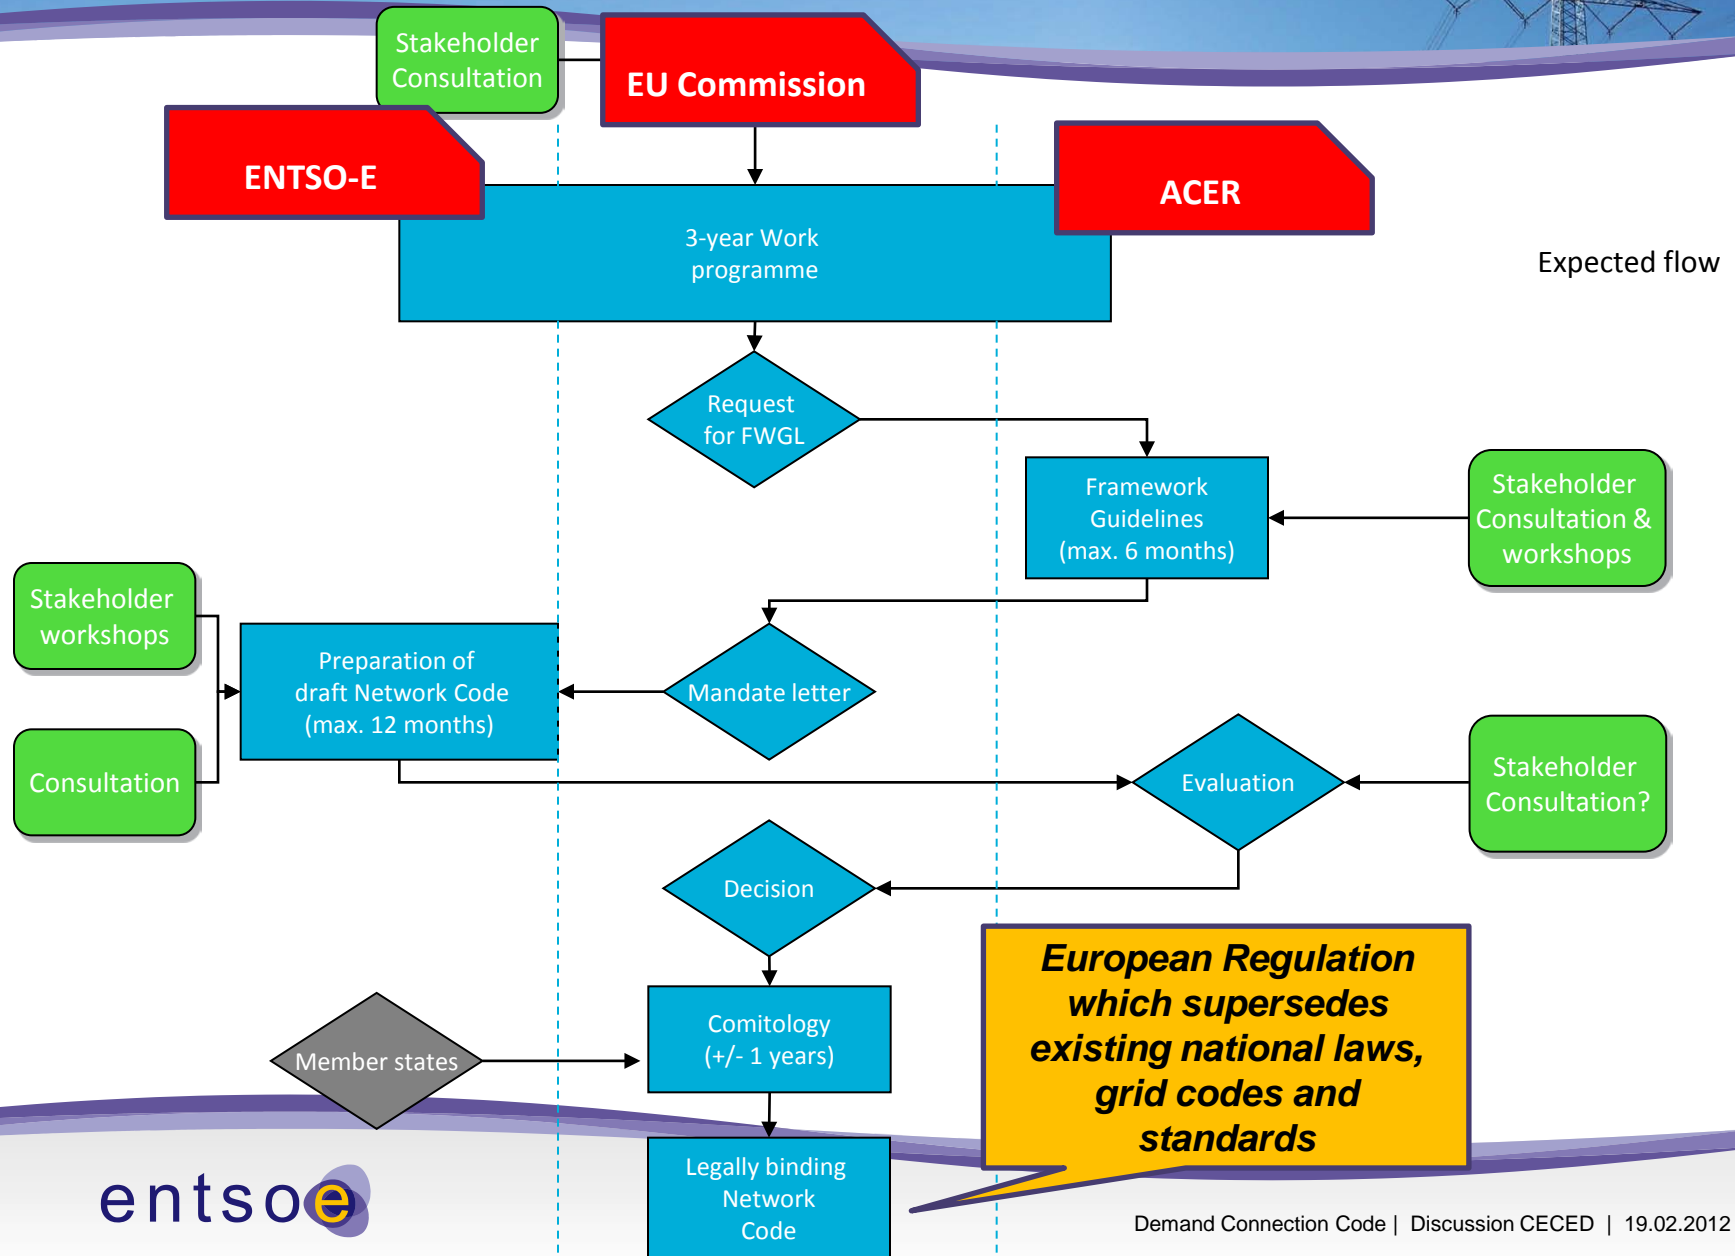 Stakeholder
Consultation
EU Commission
ENTSO-E
ACER
3-year Work
programme
Expected flow
Request
for FWGL
Framework
Guidelines
(max. 6 months)
Stakeholder
Consultation &
workshops
Stakeholder
workshops
Preparation of
draft Network Code
(max. 12 months)
Mandate letter
Consultation
Evaluation
Stakeholder
Consultation?
Decision
European Regulation
which supersedes
existing national laws,
grid codes and
standards
Comitology
(+/- 1 years)
Member states
Legally binding
Network
Code
entsoe
Demand Connection Code | Discussion CECED | 19.02.2012